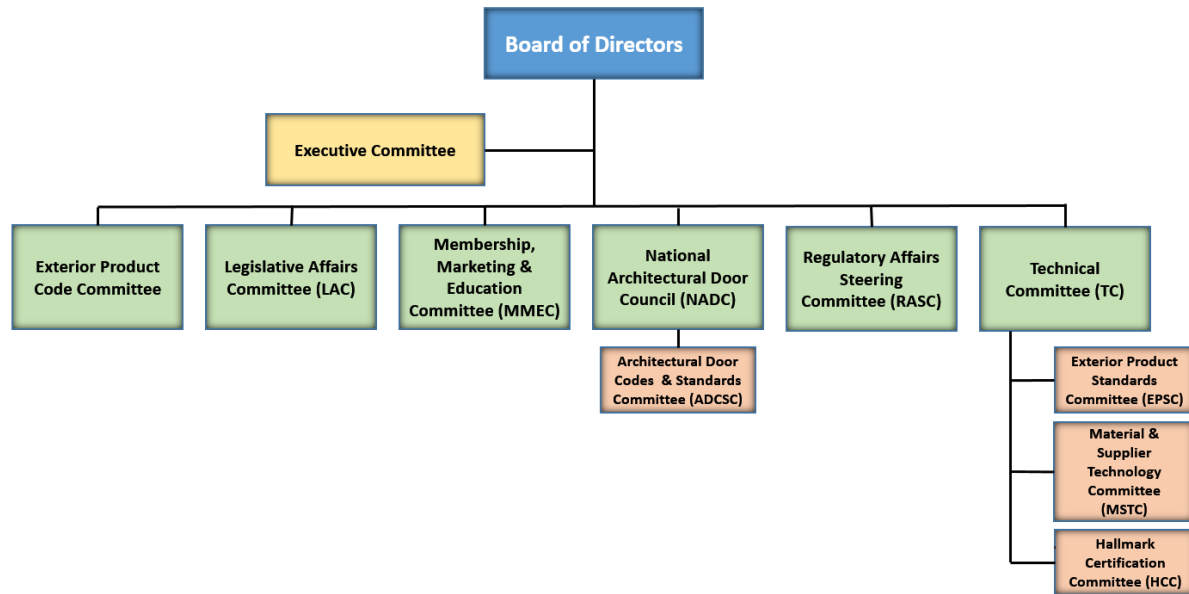 Board of Directors
Executive Committee
Exterior Product
Code Committee
Legislative Affairs
Committee (LAC)
Membership,
Marketing &
Education
Committee (MMEC)
National
Architectural Door
Council (NADC)
Regulatory Affairs
Steering
Committee (RASC)
Technical
Committee (TC)
Architectural Door
Codes & Standards
Committee (ADCSC)
Exterior Product
Standards
Committee (EPSC)
Material &
Supplier
Technology
Committee
(MSTC)
Hallmark
Certification
Committee (HCC)